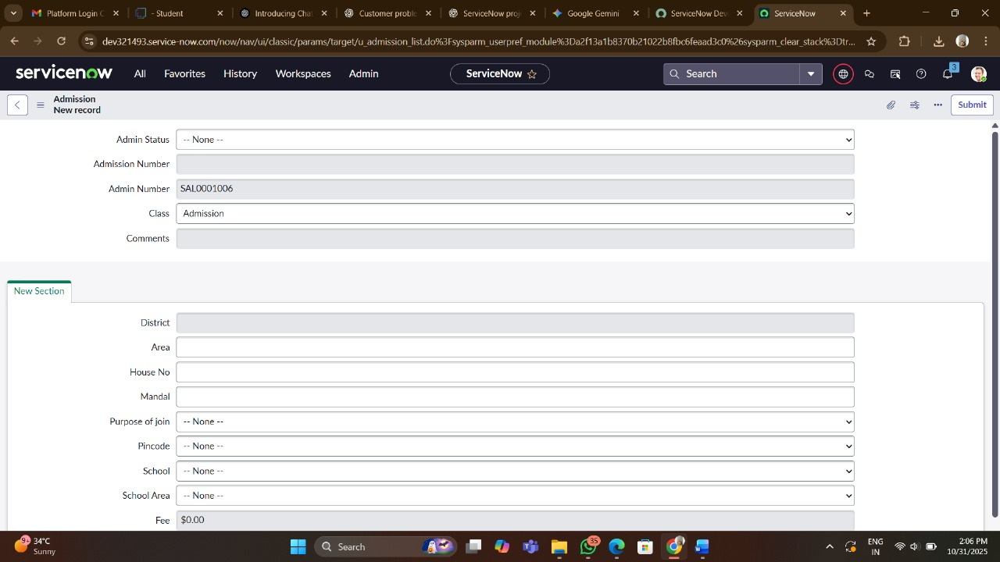 Platform Login C
- Student
Introducing Cha
Customer proble
ServiceNow proj
Google Gemini
ServiceNow Dev
ServiceNow
dev321493.service-now.com/now/nav/ui/classic/params/target/u_admission_list.do%3Fsysparm_userpref_module%3Da2f13a1b8370b21022b8fbc6feaad3c0%26sysparm_clear_stack%3Dtr...
servicenow
All
Favorites
History
Workspaces
Admin
ServiceNow
Search
3
Admission
New record
Submit
Admin Status
-- None --
Admission Number
Admin Number
SAL0001006
Class
Admission
Comments
New Section
District
Area
House No
Mandal
Purpose of join
-- None --
Pincode
-- None --
School
-- None --
School Area
-- None --
Fee
$0.00
9+
34°C
Sunny
Search
35
ENG
IN
2:06 PM
10/31/2025